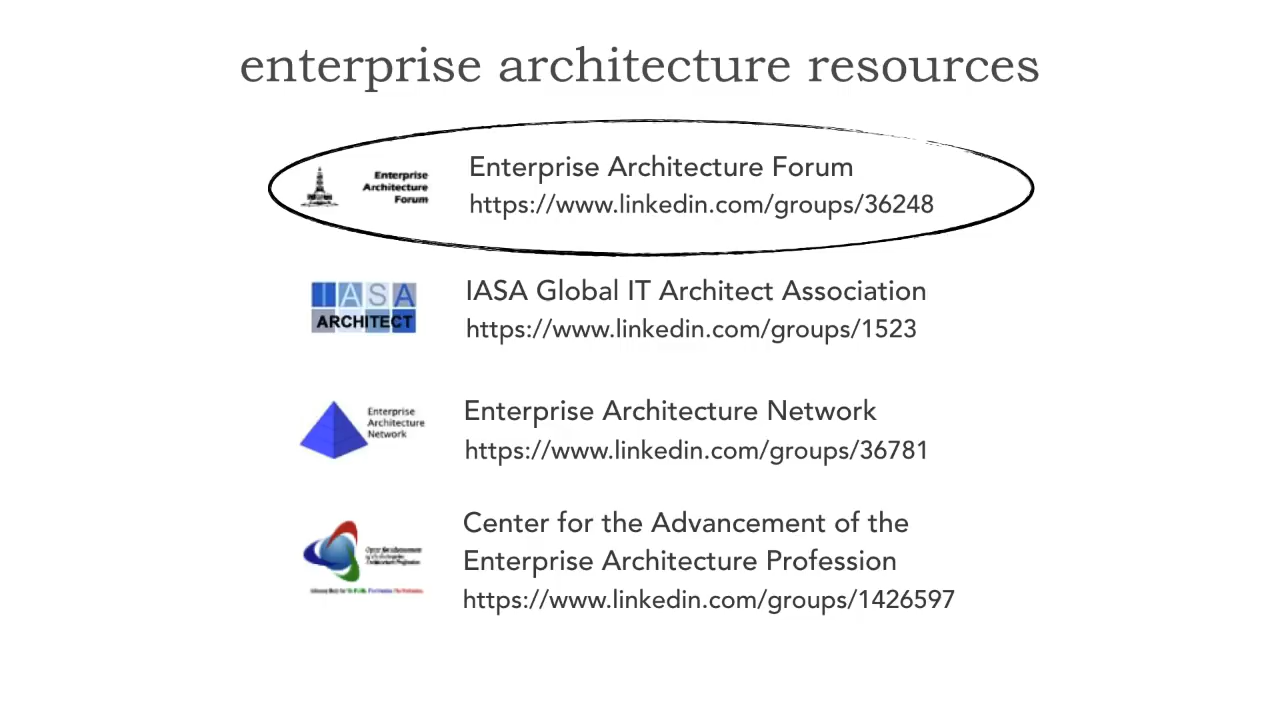 enterprise architecture resources
Enterprise
Architecture
Forum
Enterprise Architecture Forum
https://www.linkedin.com/groups/36248
IASA
ARCHITECT
IASA Global IT Architect Association
https://www.linkedin.com/groups/1523
Enterprise
Architecture
Network
Enterprise Architecture Network
https://www.linkedin.com/groups/36781
Center for the Advancement of the
Enterprise Architecture Profession
https://www.linkedin.com/groups/1426597